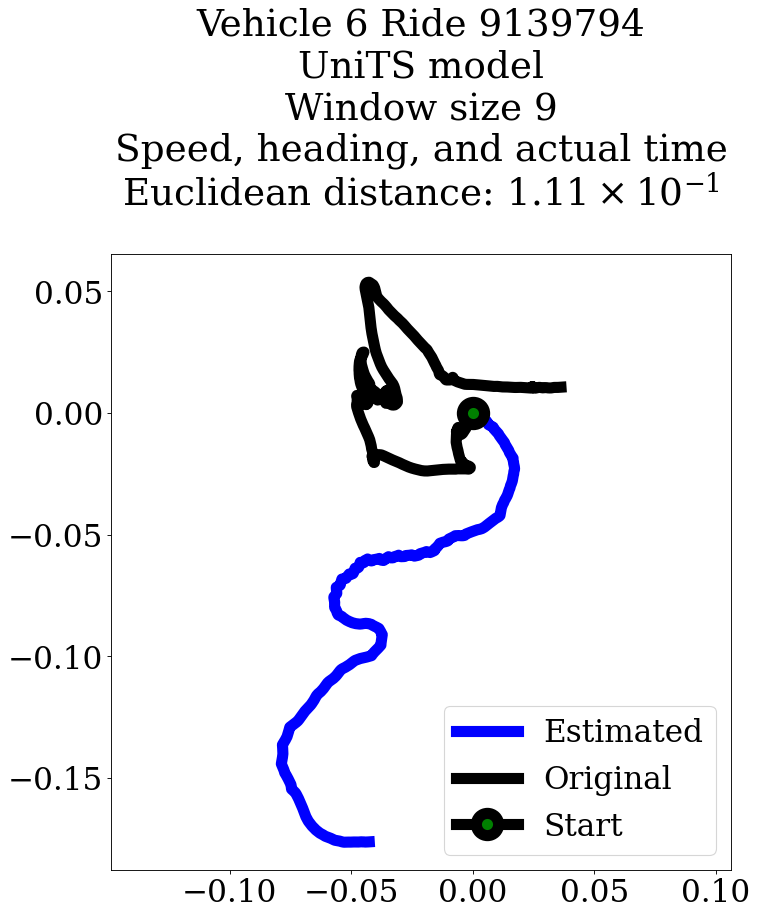 Vehicle 6 Ride 9139794
UniTS model
Window size 9
Speed, heading, and actual time
Euclidean distance: 1.11 × 10⁻¹
0.05
0.00
−0.05
−0.10
−0.15
Estimated
Original
Start
−0.10 −0.05 0.00 0.05 0.10